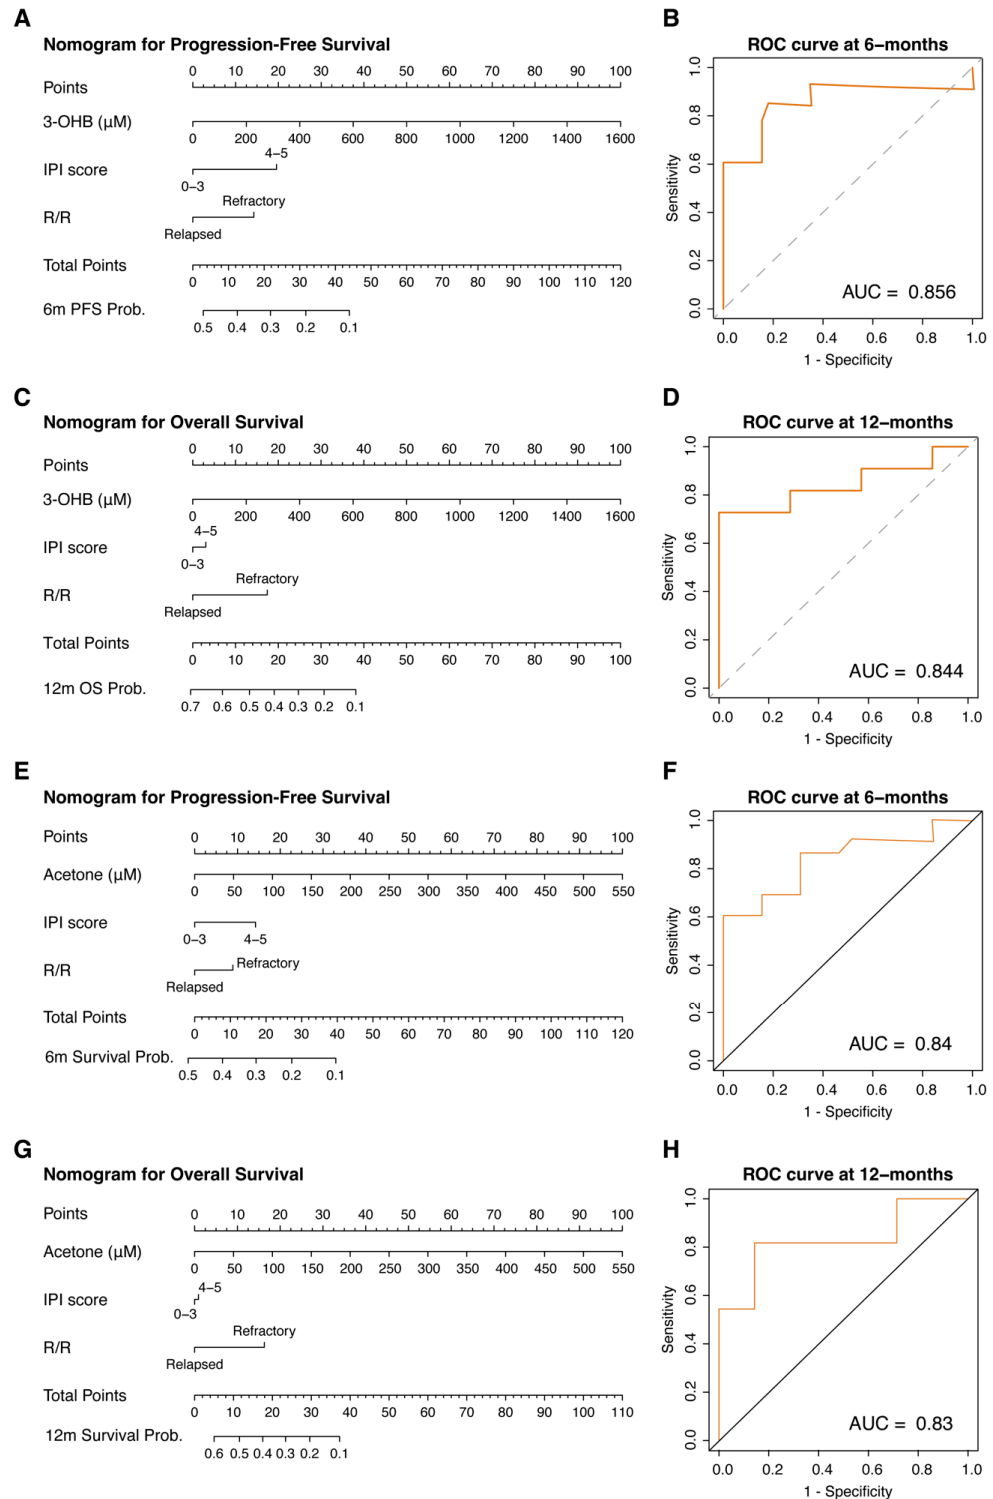 A
Nomogram for Progression-Free Survival
Points
0 10 20 30 40 50 60 70 80 90 100
3-OHB (μM)
0 200 400 600 800 1000 1200 1400 1600
IPI score
4–5
0–3
R/R
Refractory
Relapsed
Total Points
0 10 20 30 40 50 60 70 80 90 100 110 120
6m PFS Prob.
0.5 0.4 0.3 0.2 0.1
B
ROC curve at 6–months
Sensitivity
0.0 0.2 0.4 0.6 0.8 1.0
AUC = 0.856
0.0 0.2 0.4 0.6 0.8 1.0
1 - Specificity
C
Nomogram for Overall Survival
Points
0 10 20 30 40 50 60 70 80 90 100
3-OHB (μM)
0 200 400 600 800 1000 1200 1400 1600
IPI score
4–5
0–3
R/R
Refractory
Relapsed
Total Points
0 10 20 30 40 50 60 70 80 90 100
12m OS Prob.
0.7 0.6 0.5 0.4 0.3 0.2 0.1
D
ROC curve at 12–months
Sensitivity
0.0 0.2 0.4 0.6 0.8 1.0
AUC = 0.844
0.0 0.2 0.4 0.6 0.8 1.0
1 - Specificity
E
Nomogram for Progression-Free Survival
Points
0 10 20 30 40 50 60 70 80 90 100
Acetone (μM)
0 50 100 150 200 250 300 350 400 450 500 550
IPI score
0–3 4–5
R/R
Refractory
Relapsed
Total Points
0 10 20 30 40 50 60 70 80 90 100 110 120
6m Survival Prob.
0.5 0.4 0.3 0.2 0.1
F
ROC curve at 6–months
Sensitivity
0.0 0.2 0.4 0.6 0.8 1.0
AUC = 0.84
0.0 0.2 0.4 0.6 0.8 1.0
1 - Specificity
G
Nomogram for Overall Survival
Points
0 10 20 30 40 50 60 70 80 90 100
Acetone (μM)
0 50 100 150 200 250 300 350 400 450 500 550
IPI score
4–5
0–3
R/R
Refractory
Relapsed
Total Points
0 10 20 30 40 50 60 70 80 90 100 110
12m Survival Prob.
0.6 0.5 0.4 0.3 0.2 0.1
H
ROC curve at 12–months
Sensitivity
0.0 0.2 0.4 0.6 0.8 1.0
AUC = 0.83
0.0 0.2 0.4 0.6 0.8 1.0
1 - Specificity